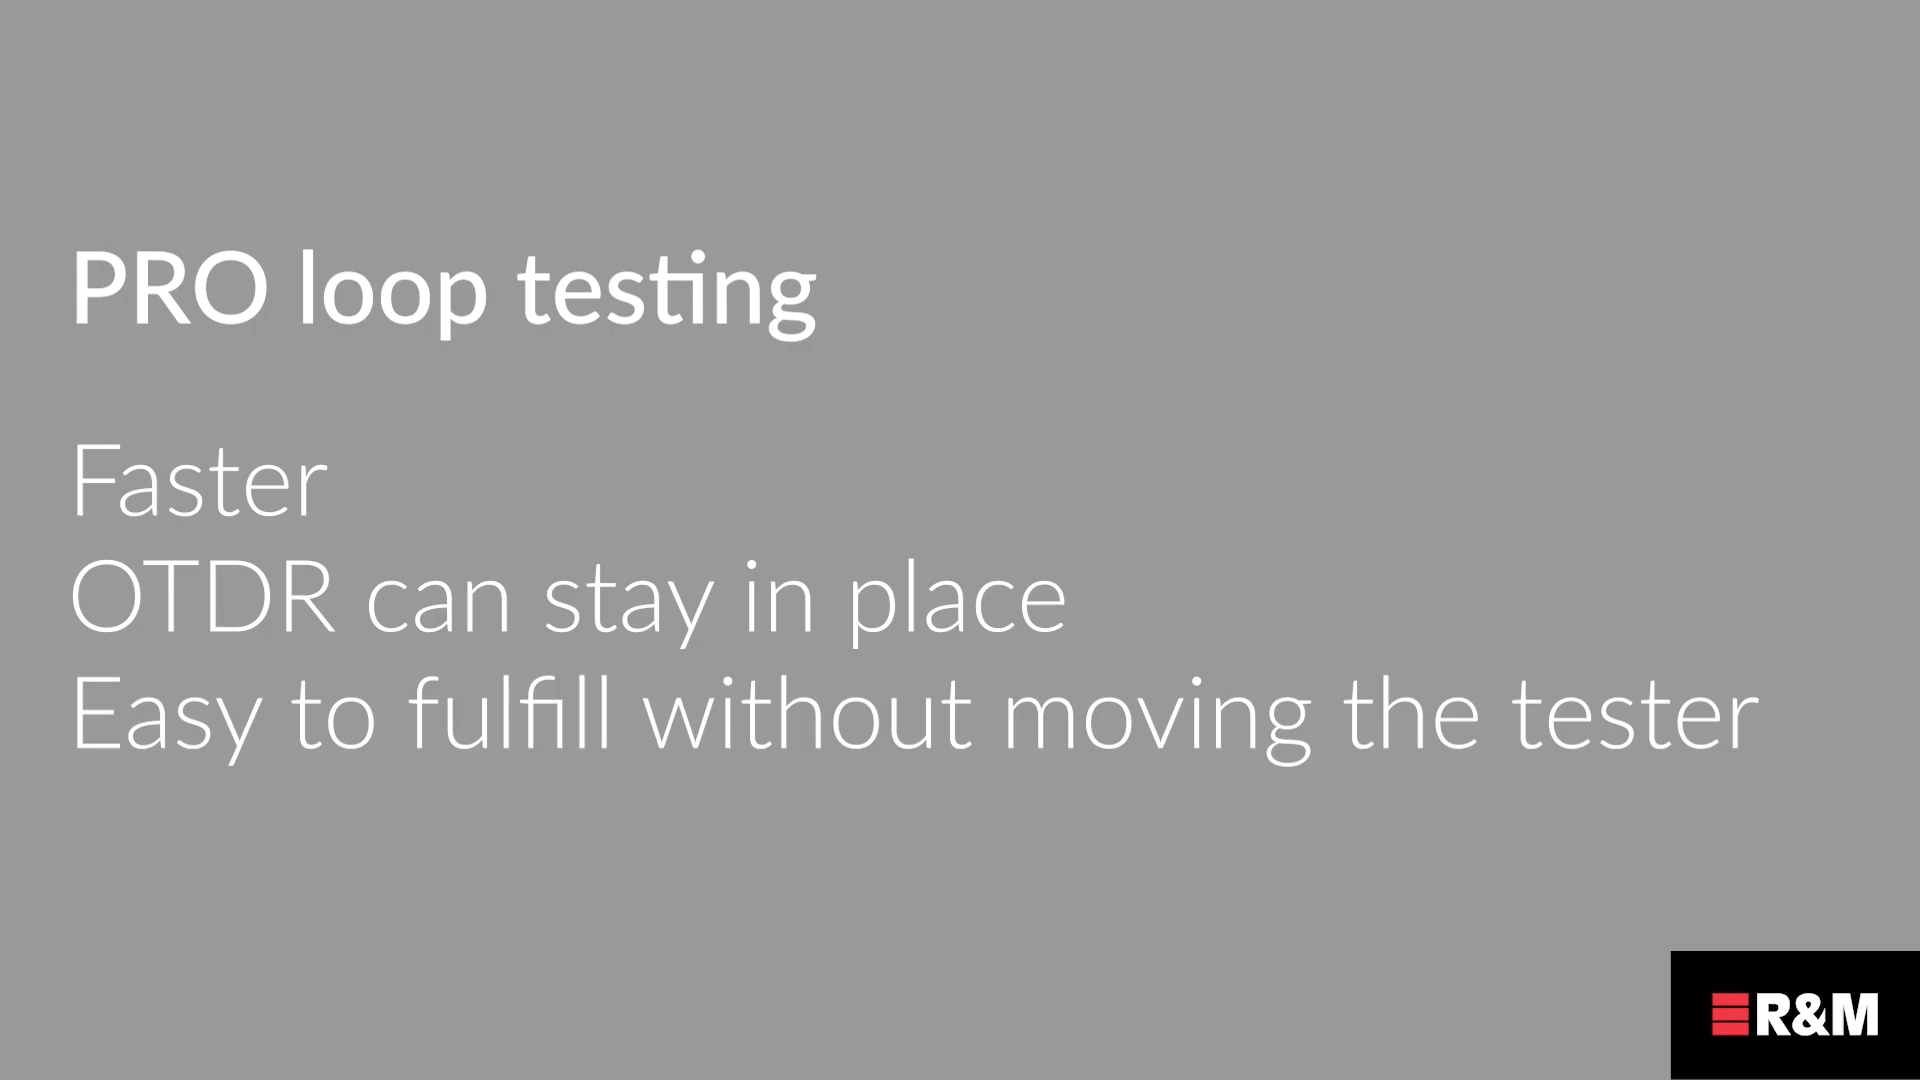 PRO loop testing
Faster
OTDR can stay in place
Easy to fulfill without moving the tester
R&M